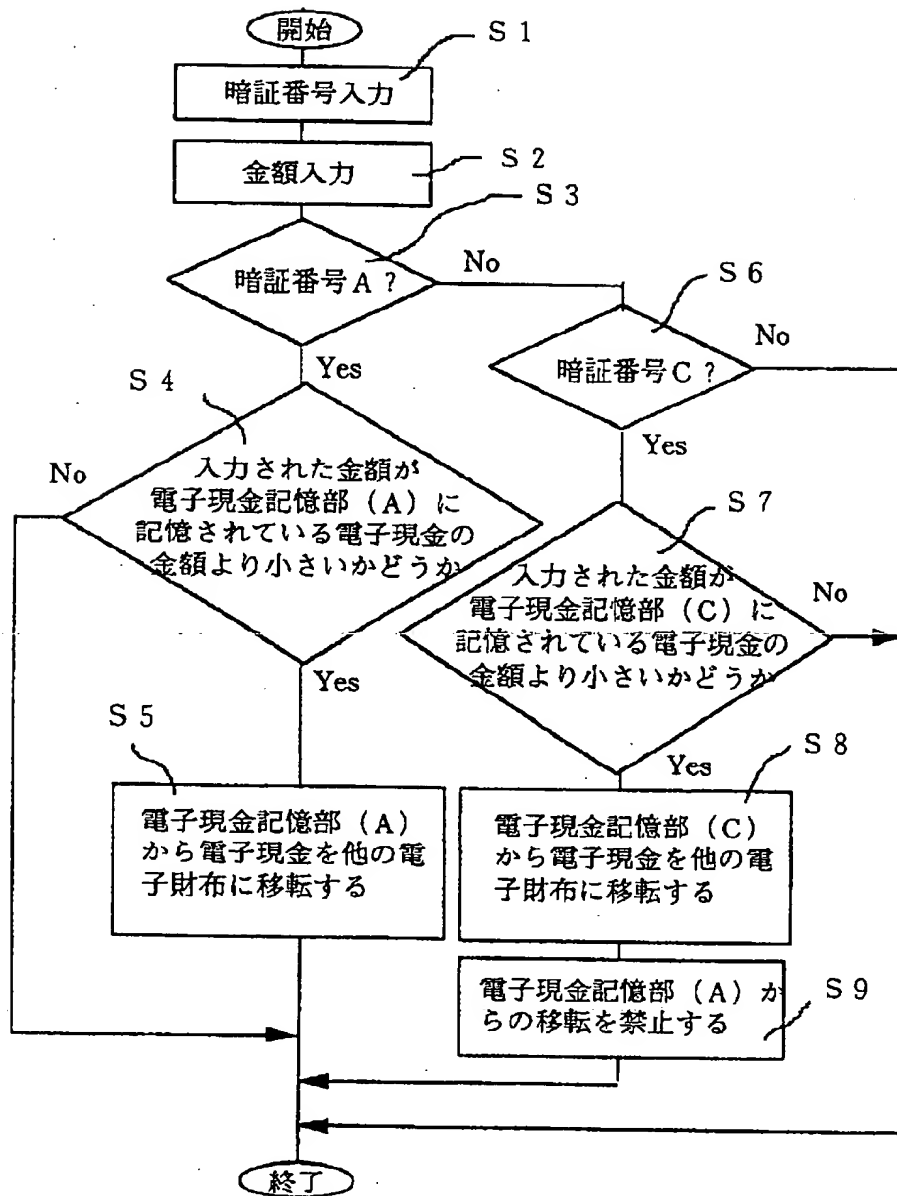 開始
S 1
暗証番号入力
S 2
金額入力
S 3
暗証番号A?
No
S 6
暗証番号C?
No
Yes
S 4
No
入力された金額が
電子現金記憶部(A)に
記憶されている電子現金の
金額より小さいかどうか
Yes
Yes
S 7
入力された金額が
電子現金記憶部(C)に
記憶されている電子現金の
金額より小さいかどうか
No
Yes
S 5
電子現金記憶部(A)
から電子現金を他の電
子財布に移転する
S 8
電子現金記憶部(C)
から電子現金を他の電
子財布に移転する
S 9
電子現金記憶部(A)か
らの移転を禁止する
終了